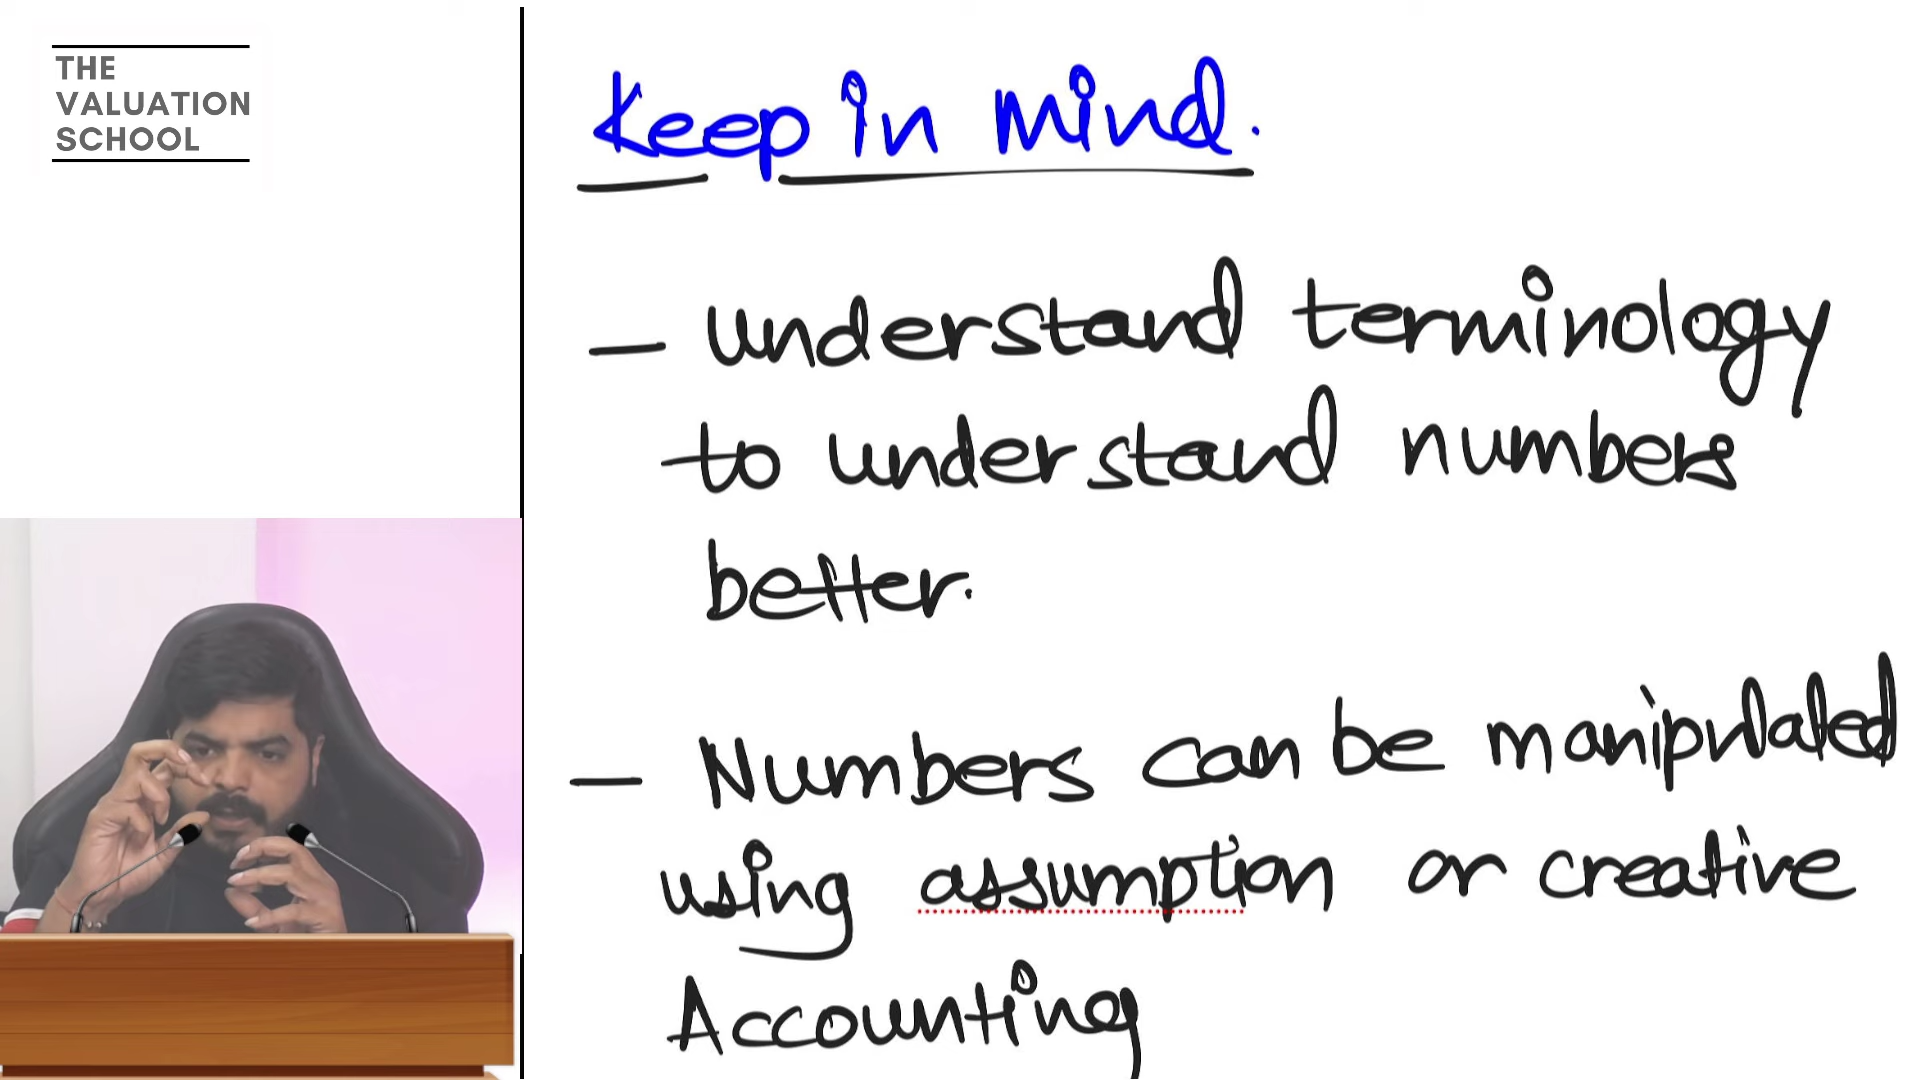 THE
VALUATION
SCHOOL
Keep in Mind.
- understand terminology
to understand numbers
better.
- Numbers can be manipulated
using assumption or creative
Accounting